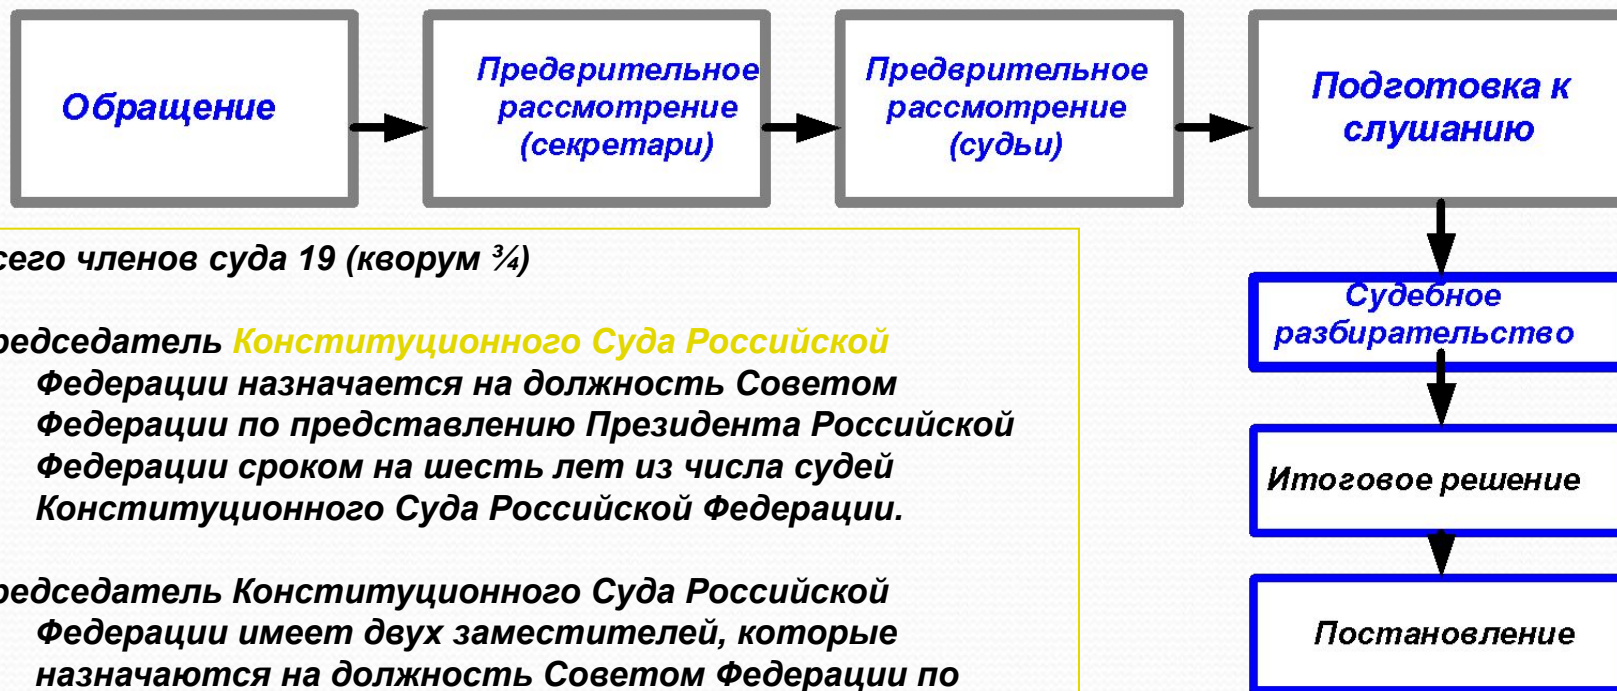 Обращение
Предврительное
рассмотрение
(секретари)
Предврительное
рассмотрение
(судьи)
Подготовка к
слушанию
сего членов суда 19 (кворум ¾)
редседатель Конституционного Суда Российской
Федерации назначается на должность Советом
Федерации по представлению Президента Российской
Федерации сроком на шесть лет из числа судей
Конституционного Суда Российской Федерации.
редседатель Конституционного Суда Российской
Федерации имеет двух заместителей, которые
назначаются на должность Советом Федерации по
Судебное
разбирательство
Итоговое решение
Постановление